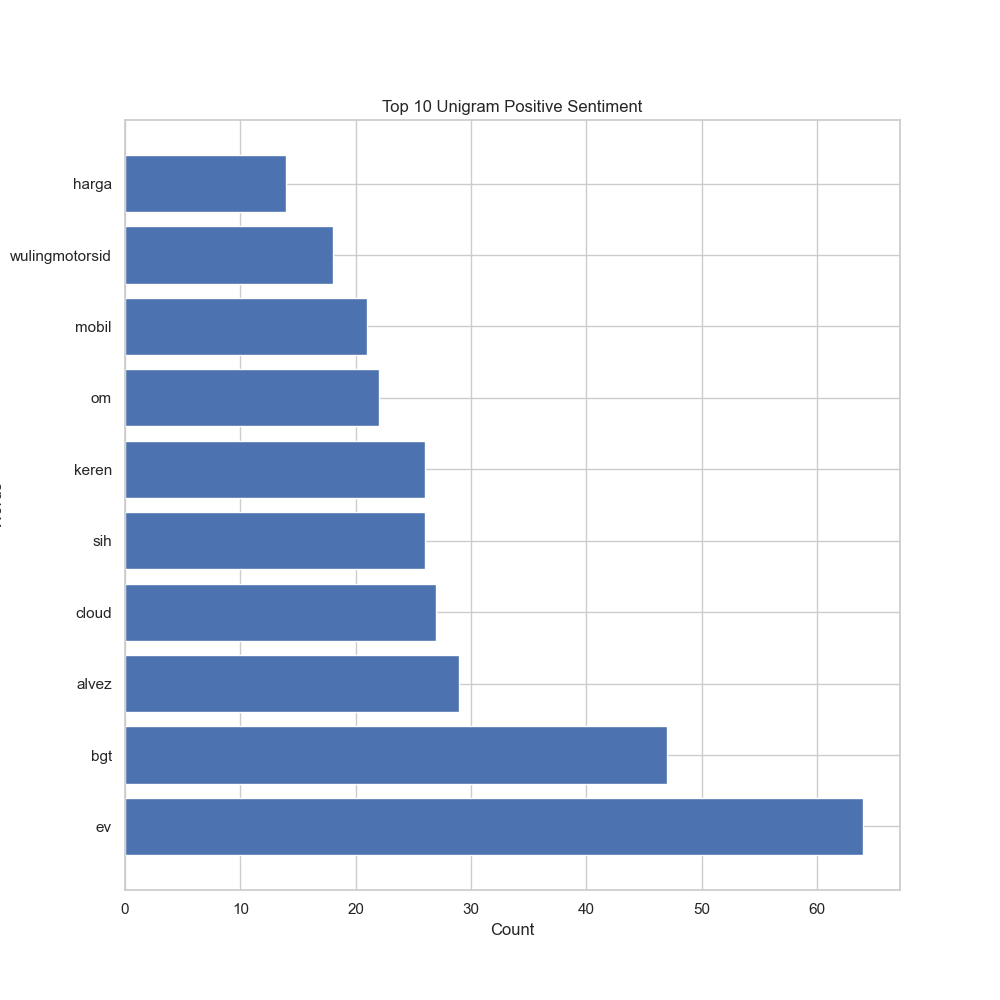 Top 10 Unigram Positive Sentiment
harga
wulingmotorsid
mobil
om
keren
sih
cloud
alvez
bgt
ev
0 10 20 30 40 50 60
Count